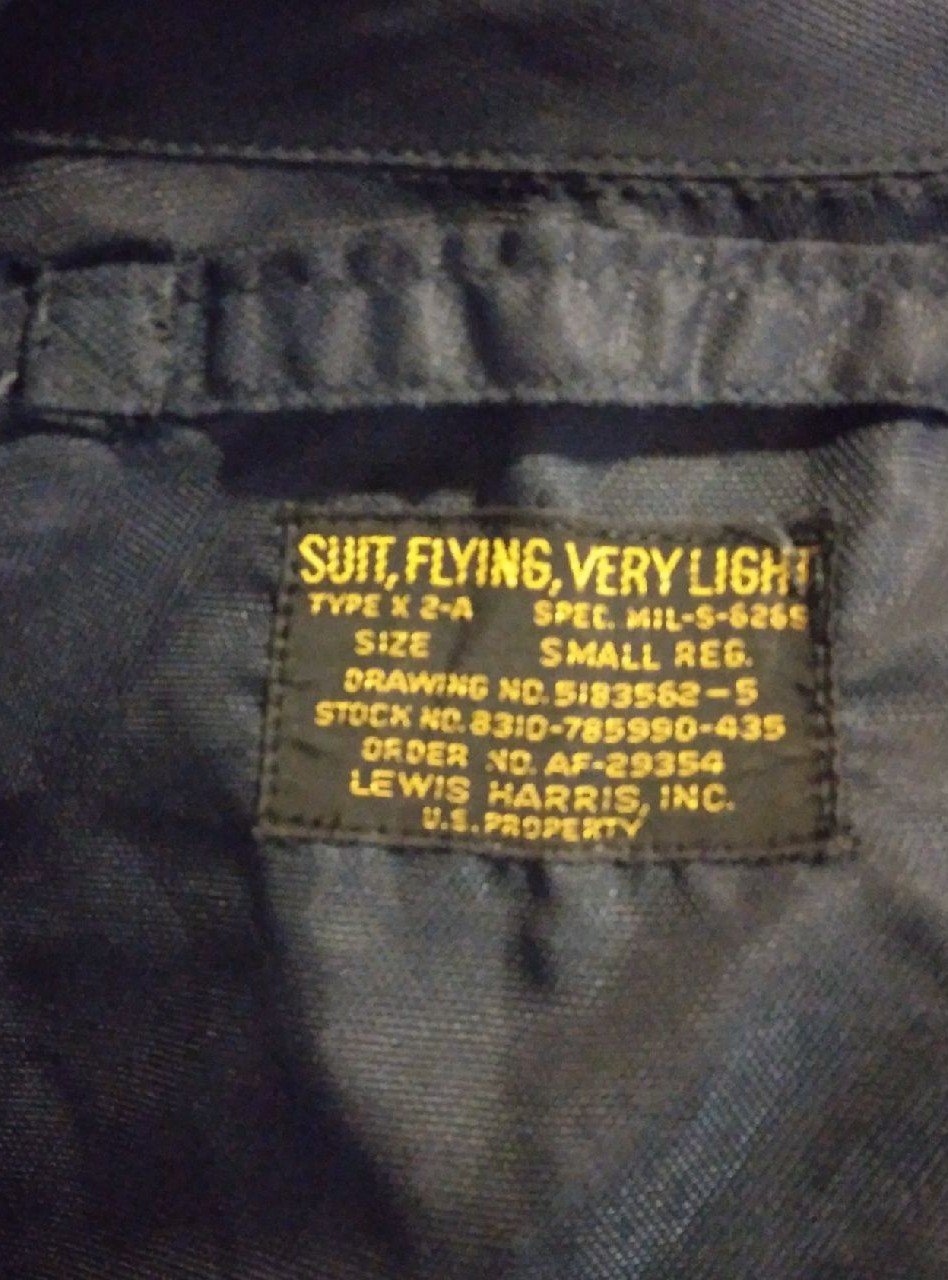 SUIT, FLYING, VERY LIGHT
TYPE K 2-A SPEC. MIL-S-6265
SIZE SMALL REG.
DRAWING NO. 5183562-5
STOCK NO. 8310-785990-435
ORDER NO. AF-29354
LEWIS HARRIS, INC.
U.S. PROPERTY